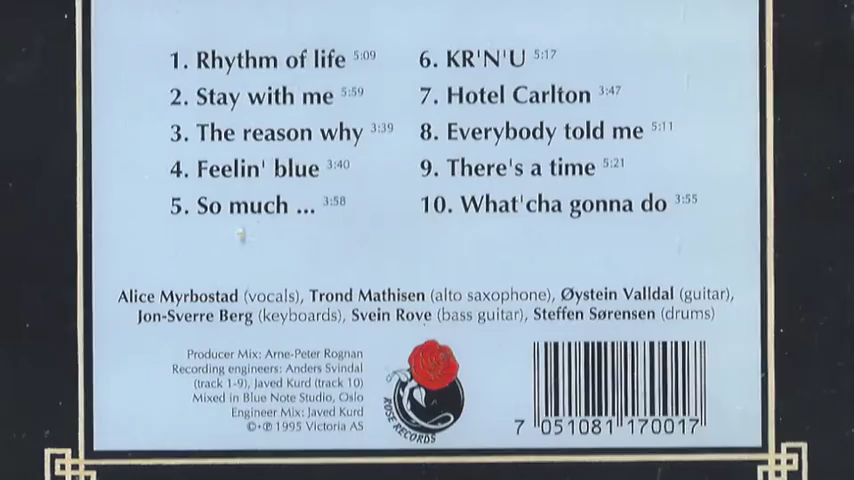 1. Rhythm of life 5:09
2. Stay with me 5:59
3. The reason why 3:39
4. Feelin' blue 3:40
5. So much ... 3:58
6. KR'N'U 5:17
7. Hotel Carlton 3:47
8. Everybody told me 5:11
9. There's a time 5:21
10. What'cha gonna do 3:55
Alice Myrbostad (vocals), Trond Mathisen (alto saxophone), Øystein Valldal (guitar),
Jon-Sverre Berg (keyboards), Svein Rove (bass guitar), Steffen Sørensen (drums)
Producer Mix: Arne-Peter Rognan
Recording engineers: Anders Svindal
(track 1-9), Javed Kurd (track 10)
Mixed in Blue Note Studio, Oslo
Engineer Mix: Javed Kurd
©•℗ 1995 Victoria AS
ROSE RECORDS
7 051081 170017